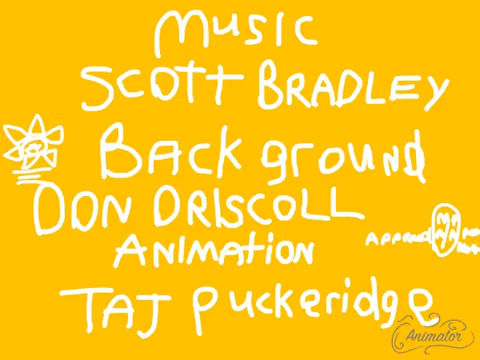 Music
SCOTT BRADLEY
Background
DON DRISCOLL
ANIMATION
TAJ Puckeridge
Animator